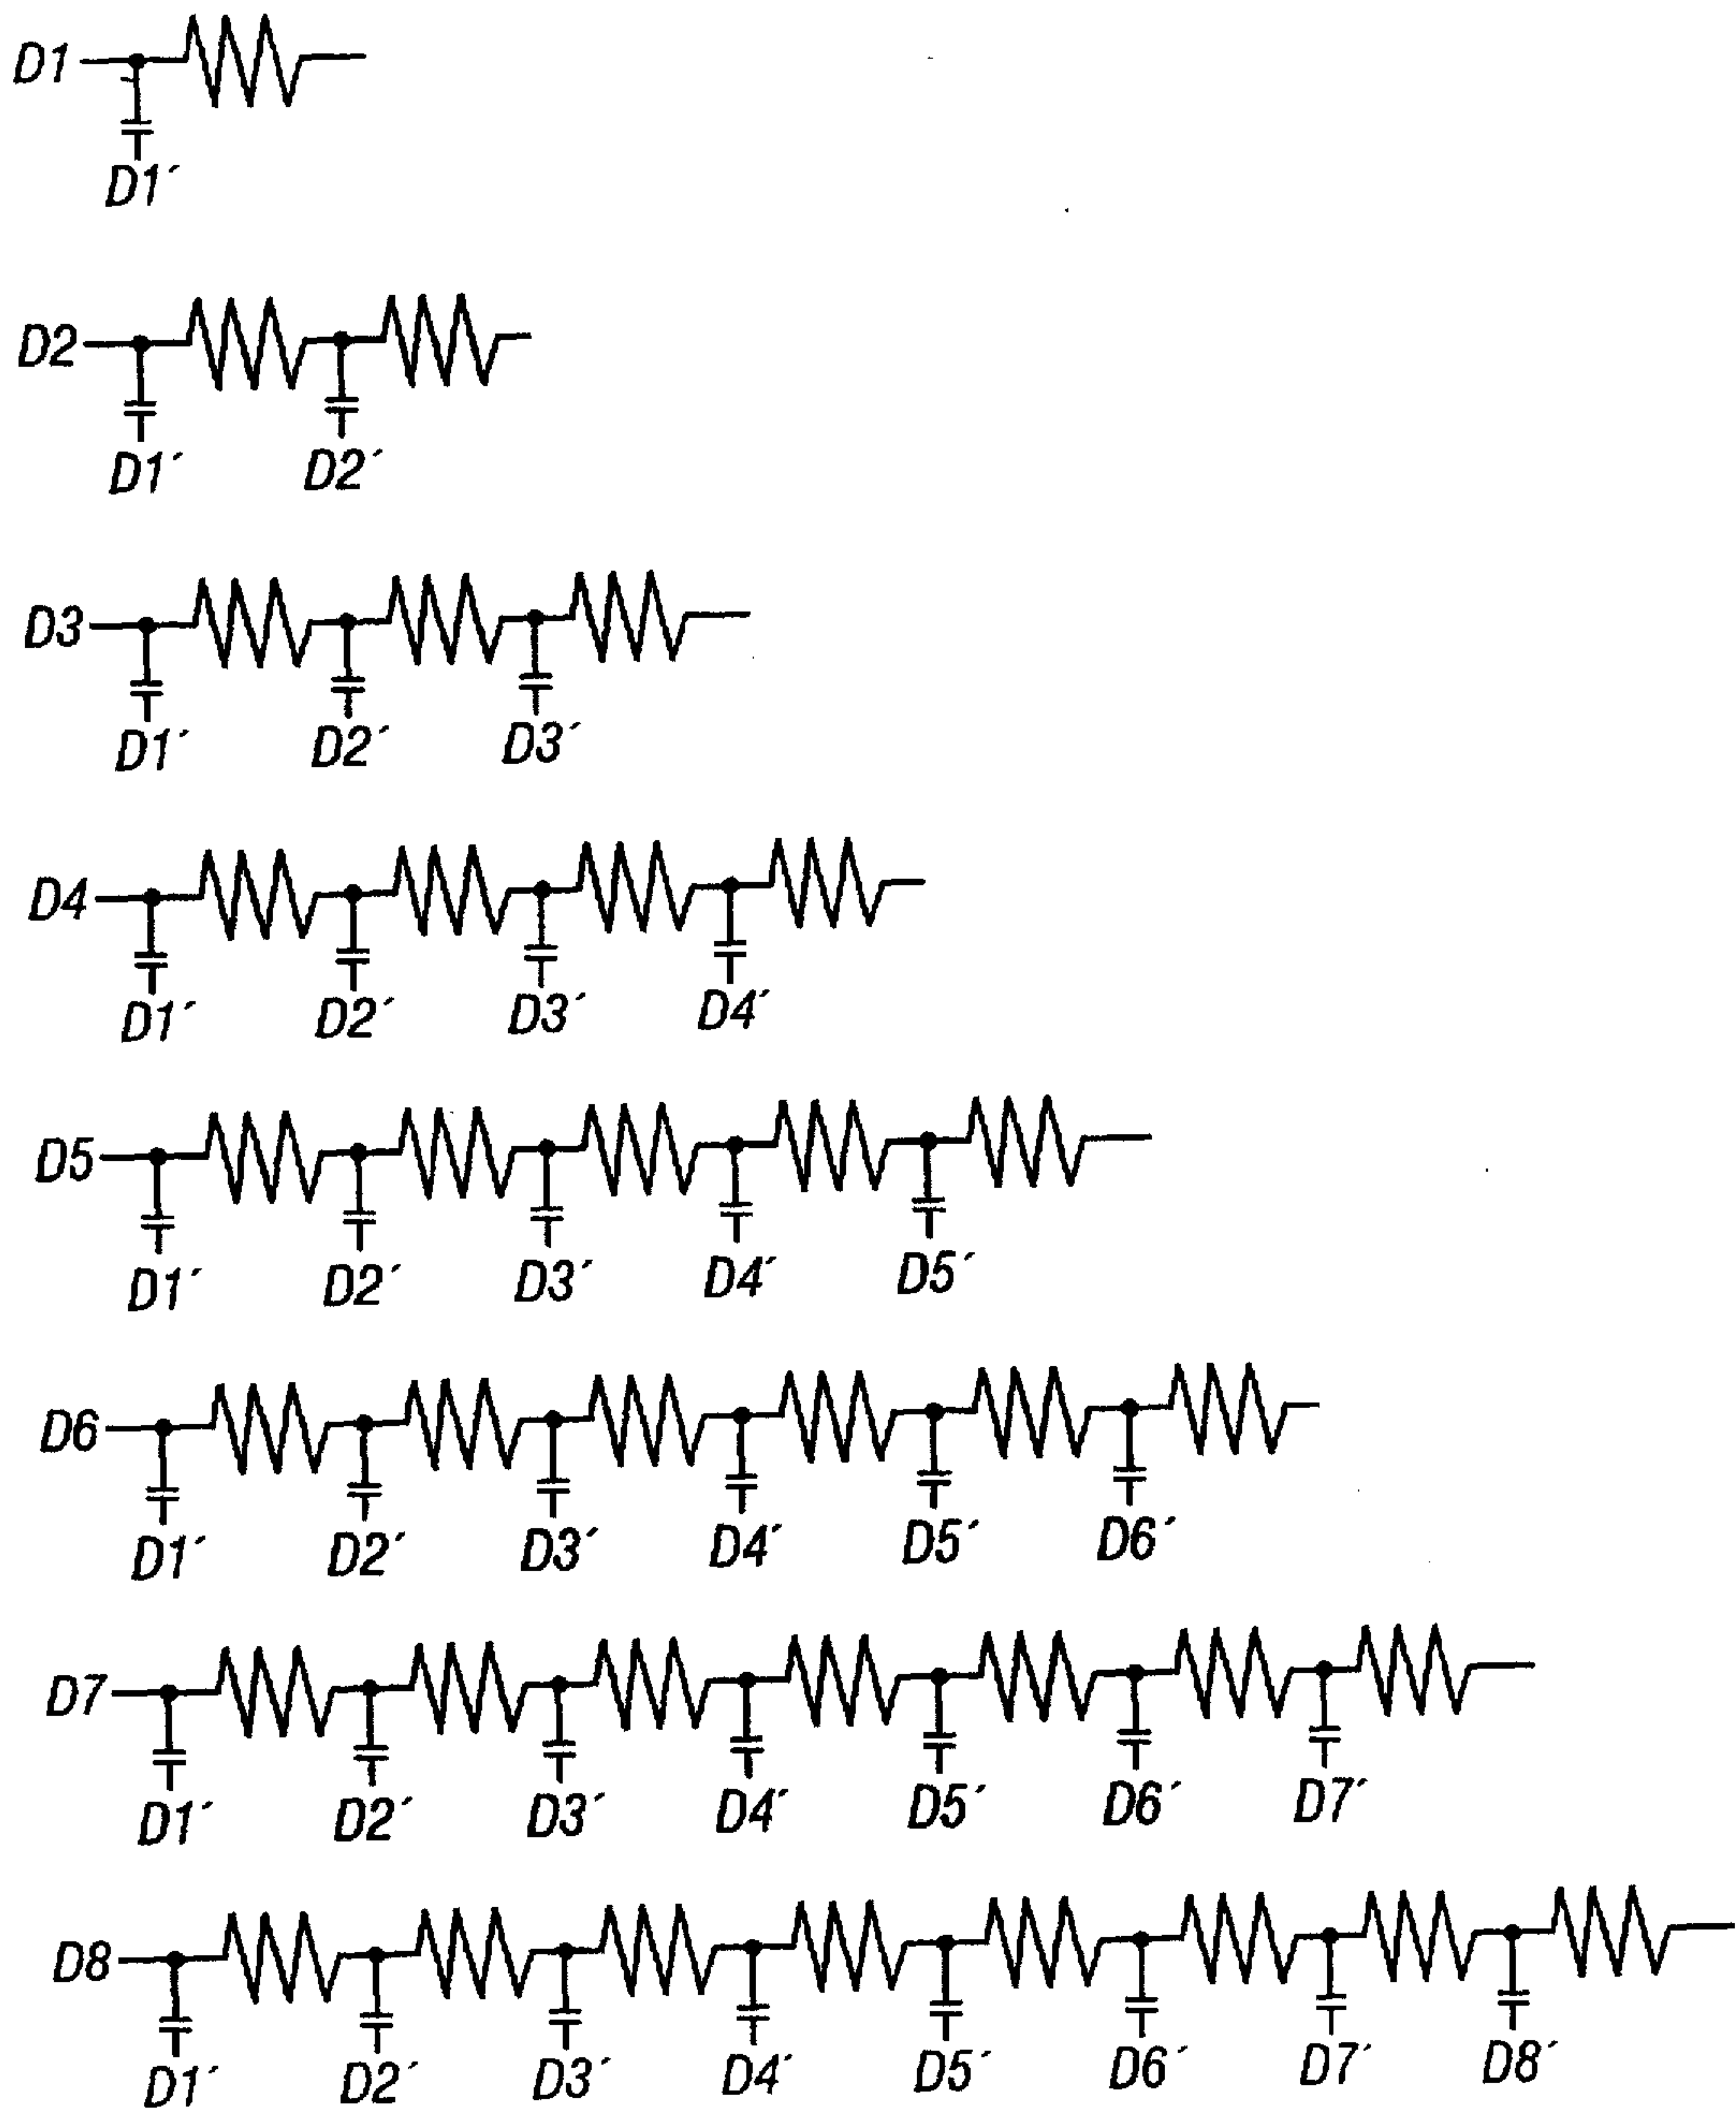 D1
D1´
D2
D1´ D2´
D3
D1´ D2´ D3´
D4
D1´ D2´ D3´ D4´
D5
D1´ D2´ D3´ D4´ D5´
D6
D1´ D2´ D3´ D4´ D5´ D6´
D7
D1´ D2´ D3´ D4´ D5´ D6´ D7´
D8
D1´ D2´ D3´ D4´ D5´ D6´ D7´ D8´